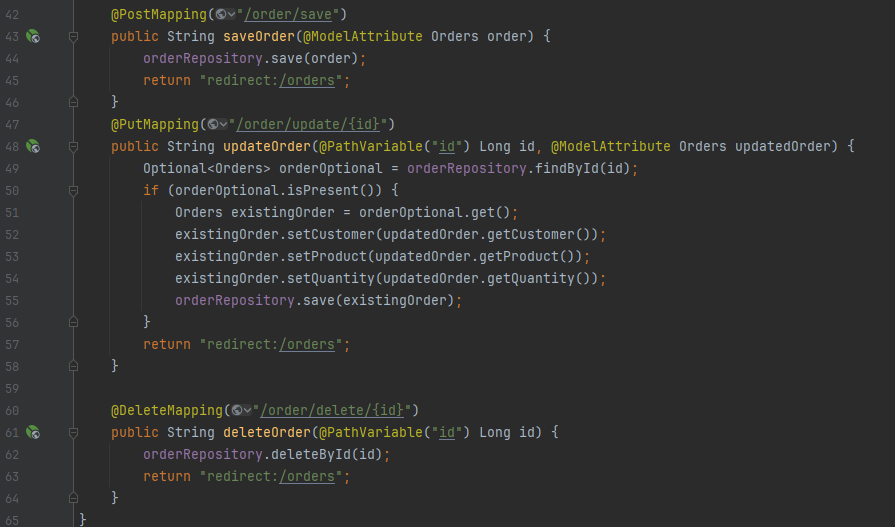 42 @PostMapping("/order/save")
43 public String saveOrder(@ModelAttribute Orders order) {
44 orderRepository.save(order);
45 return "redirect:/orders";
46 }
47 @PutMapping("/order/update/{id}")
48 public String updateOrder(@PathVariable("id") Long id, @ModelAttribute Orders updatedOrder) {
49 Optional<Orders> orderOptional = orderRepository.findById(id);
50 if (orderOptional.isPresent()) {
51 Orders existingOrder = orderOptional.get();
52 existingOrder.setCustomer(updatedOrder.getCustomer());
53 existingOrder.setProduct(updatedOrder.getProduct());
54 existingOrder.setQuantity(updatedOrder.getQuantity());
55 orderRepository.save(existingOrder);
56 }
57 return "redirect:/orders";
58 }
59
60 @DeleteMapping("/order/delete/{id}")
61 public String deleteOrder(@PathVariable("id") Long id) {
62 orderRepository.deleteById(id);
63 return "redirect:/orders";
64 }
65 }